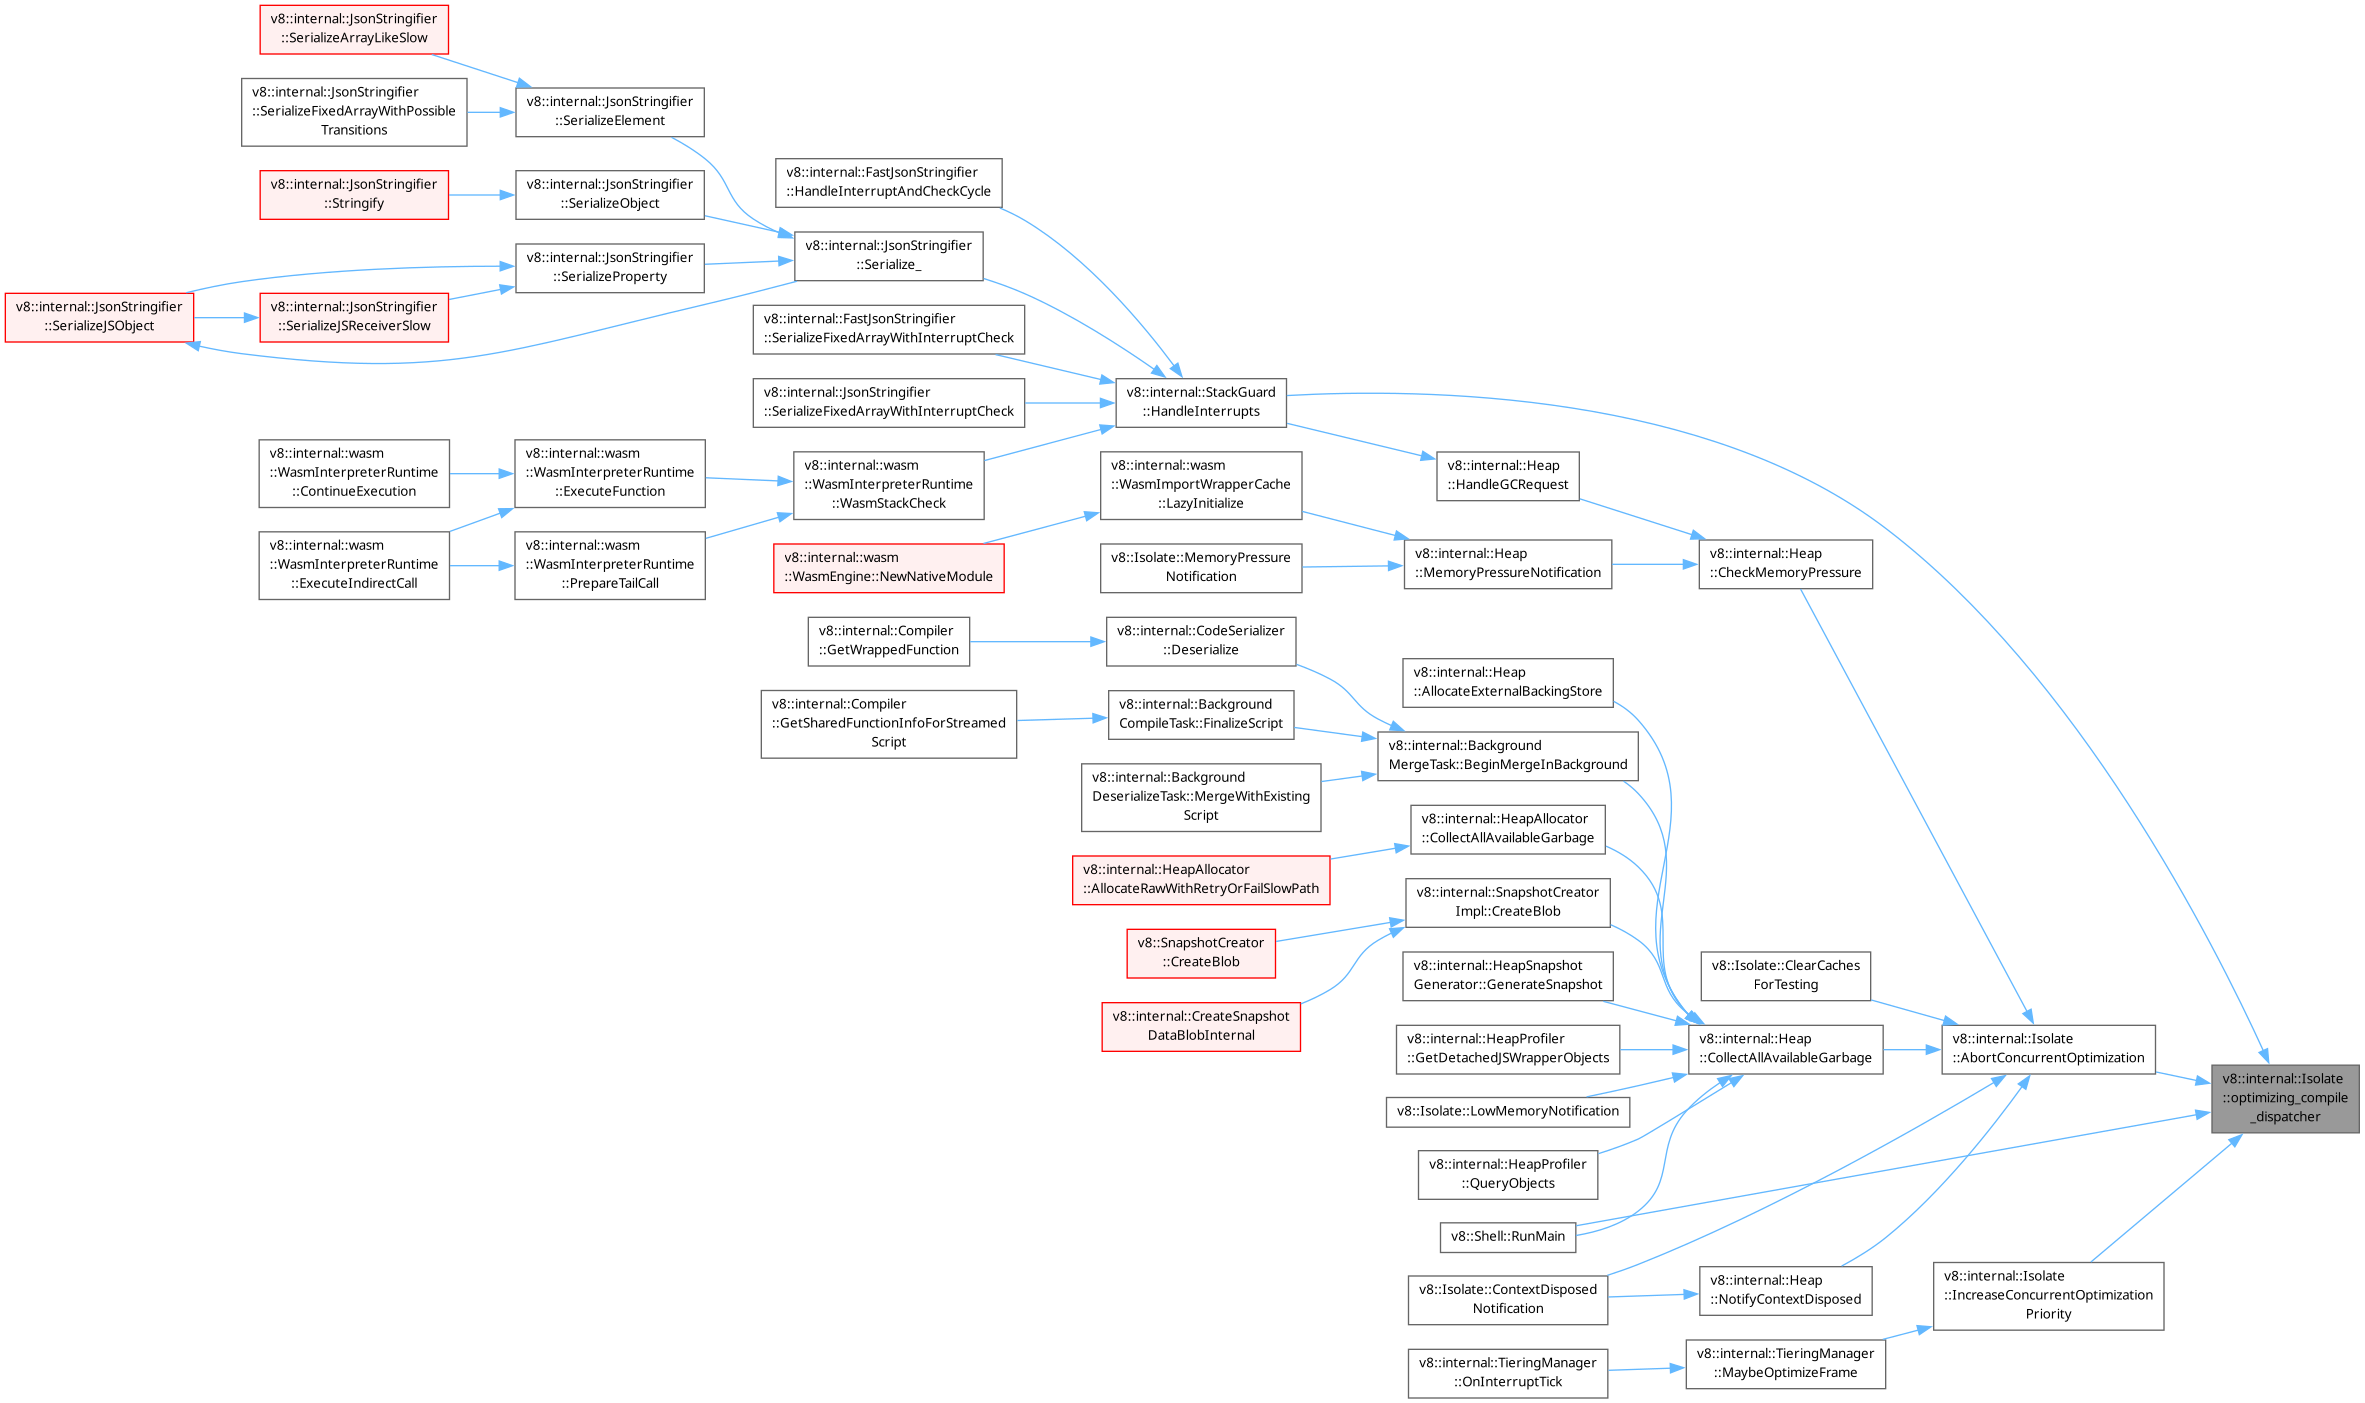 v8::internal::JsonStringifier
::SerializeArrayLikeSlow
v8::internal::JsonStringifier
::SerializeFixedArrayWithPossible
Transitions
v8::internal::JsonStringifier
::SerializeElement
v8::internal::JsonStringifier
::Stringify
v8::internal::JsonStringifier
::SerializeObject
v8::internal::FastJsonStringifier
::HandleInterruptAndCheckCycle
v8::internal::JsonStringifier
::SerializeProperty
v8::internal::JsonStringifier
::Serialize_
v8::internal::JsonStringifier
::SerializeJSObject
v8::internal::JsonStringifier
::SerializeJSReceiverSlow
v8::internal::FastJsonStringifier
::SerializeFixedArrayWithInterruptCheck
v8::internal::JsonStringifier
::SerializeFixedArrayWithInterruptCheck
v8::internal::StackGuard
::HandleInterrupts
v8::internal::wasm
::WasmInterpreterRuntime
::ContinueExecution
v8::internal::wasm
::WasmInterpreterRuntime
::ExecuteFunction
v8::internal::wasm
::WasmInterpreterRuntime
::WasmStackCheck
v8::internal::wasm
::WasmImportWrapperCache
::LazyInitialize
v8::internal::Heap
::HandleGCRequest
v8::internal::wasm
::WasmInterpreterRuntime
::ExecuteIndirectCall
v8::internal::wasm
::WasmInterpreterRuntime
::PrepareTailCall
v8::internal::wasm
::WasmEngine::NewNativeModule
v8::Isolate::MemoryPressure
Notification
v8::internal::Heap
::MemoryPressureNotification
v8::internal::Heap
::CheckMemoryPressure
v8::internal::Compiler
::GetWrappedFunction
v8::internal::CodeSerializer
::Deserialize
v8::internal::Heap
::AllocateExternalBackingStore
v8::internal::Compiler
::GetSharedFunctionInfoForStreamed
Script
v8::internal::Background
CompileTask::FinalizeScript
v8::internal::Background
MergeTask::BeginMergeInBackground
v8::internal::Background
DeserializeTask::MergeWithExisting
Script
v8::internal::HeapAllocator
::CollectAllAvailableGarbage
v8::internal::HeapAllocator
::AllocateRawWithRetryOrFailSlowPath
v8::internal::SnapshotCreator
Impl::CreateBlob
v8::SnapshotCreator
::CreateBlob
v8::internal::HeapSnapshot
Generator::GenerateSnapshot
v8::Isolate::ClearCaches
ForTesting
v8::internal::CreateSnapshot
DataBlobInternal
v8::internal::HeapProfiler
::GetDetachedJSWrapperObjects
v8::internal::Heap
::CollectAllAvailableGarbage
v8::internal::Isolate
::AbortConcurrentOptimization
v8::internal::Isolate
::optimizing_compile
_dispatcher
v8::Isolate::LowMemoryNotification
v8::internal::HeapProfiler
::QueryObjects
v8::Shell::RunMain
v8::Isolate::ContextDisposed
Notification
v8::internal::Heap
::NotifyContextDisposed
v8::internal::Isolate
::IncreaseConcurrentOptimization
Priority
v8::internal::TieringManager
::OnInterruptTick
v8::internal::TieringManager
::MaybeOptimizeFrame